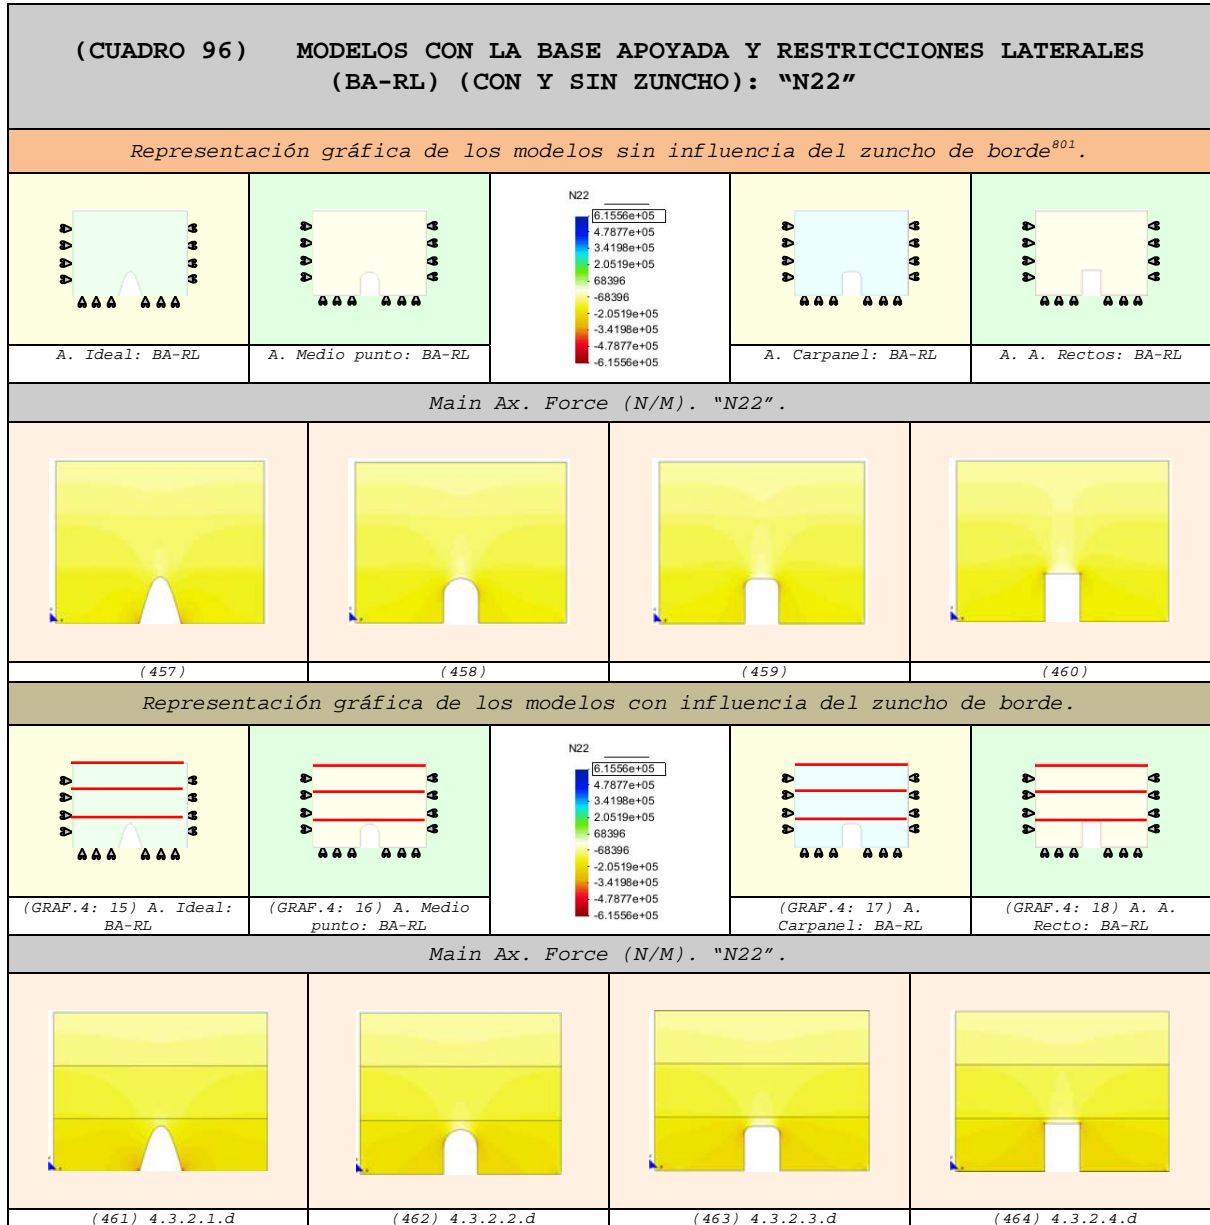 (CUADRO 96) MODELOS CON LA BASE APOYADA Y RESTRICCIONES LATERALES
(BA-RL) (CON Y SIN ZUNCHO): "N22"
Representación gráfica de los modelos sin influencia del zuncho de borde801.
N22
6.1556e+05
4.7877e+05
3.4198e+05
2.0519e+05
68396
-68396
-2.0519e+05
-3.4198e+05
-4.7877e+05
-6.1556e+05
A. Ideal: BA-RL
A. Medio punto: BA-RL
A. Carpanel: BA-RL
A. A. Rectos: BA-RL
Main Ax. Force (N/M). "N22".
(457)
(458)
(459)
(460)
Representación gráfica de los modelos con influencia del zuncho de borde.
N22
6.1556e+05
4.7877e+05
3.4198e+05
2.0519e+05
68396
-68396
-2.0519e+05
-3.4198e+05
-4.7877e+05
-6.1556e+05
(GRAF.4: 15) A. Ideal:
BA-RL
(GRAF.4: 16) A. Medio
punto: BA-RL
(GRAF.4: 17) A.
Carpanel: BA-RL
(GRAF.4: 18) A. A.
Recto: BA-RL
Main Ax. Force (N/M). "N22".
(461) 4.3.2.1.d
(462) 4.3.2.2.d
(463) 4.3.2.3.d
(464) 4.3.2.4.d